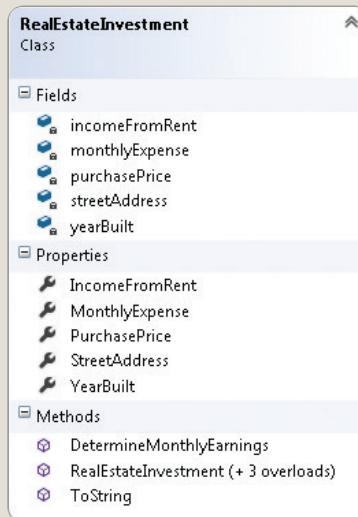 RealEstateInvestment
Class
Fields
incomeFromRent
monthlyExpense
purchasePrice
streetAddress
yearBuilt
Properties
IncomeFromRent
MonthlyExpense
PurchasePrice
StreetAddress
YearBuilt
Methods
DetermineMonthlyEarnings
RealEstateInvestment (+ 3 overloads)
ToString